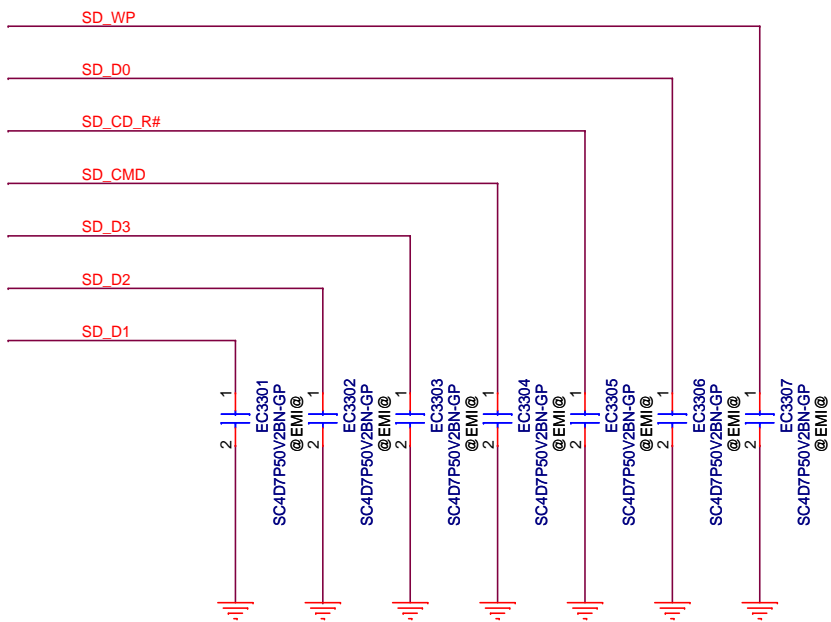 SD_WP
SD_D0
SD_CD_R#
SD_CMD
SD_D3
SD_D2
SD_D1
1
2
EC3301
SC4D7P50V2BN-GP
@EMI@
1
2
EC3302
SC4D7P50V2BN-GP
@EMI@
1
2
EC3303
SC4D7P50V2BN-GP
@EMI@
1
2
EC3304
SC4D7P50V2BN-GP
@EMI@
1
2
EC3305
SC4D7P50V2BN-GP
@EMI@
1
2
EC3306
SC4D7P50V2BN-GP
@EMI@
1
2
EC3307
SC4D7P50V2BN-GP
@EMI@